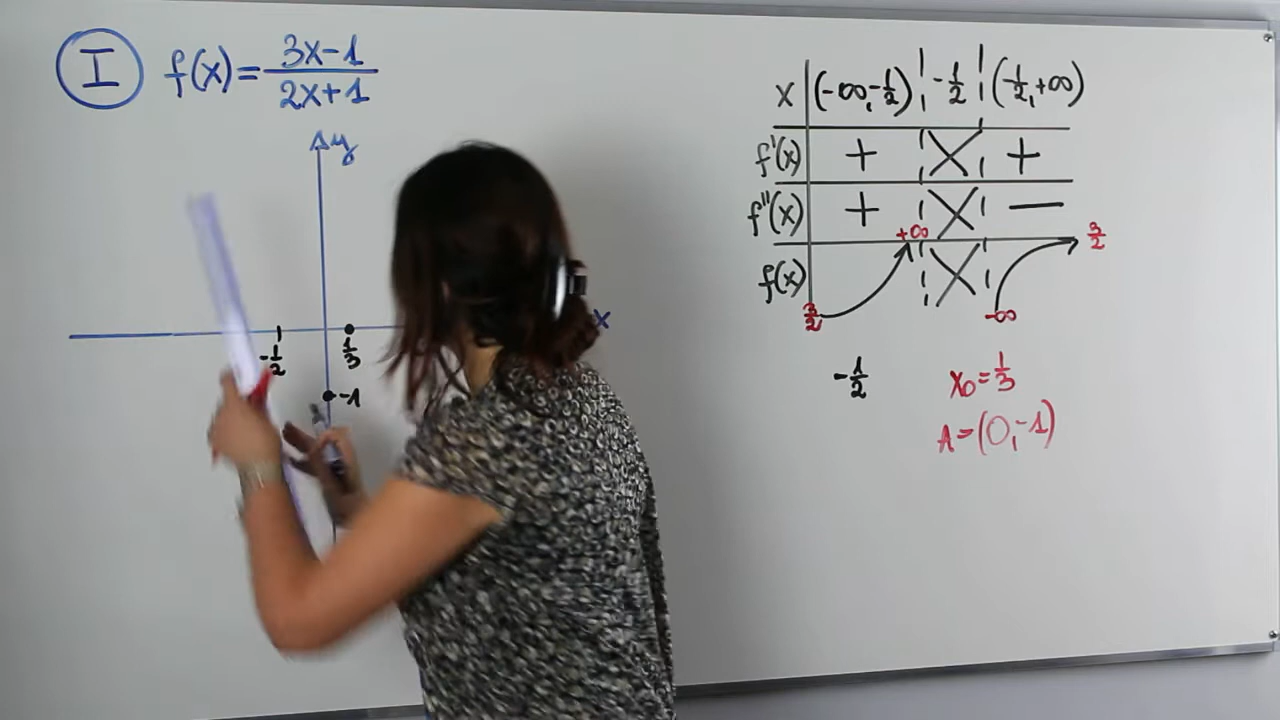 I f(x)=3x-1/2x+1
y
x
-1/2
1/3
-1
x (-∞,-1/2) -1/2 (-1/2,+∞)
f'(x) + X +
f''(x) + X —
f(x) 3/2 +∞ X -∞ 3/2
-1/2
x0=1/3
A=(0,-1)